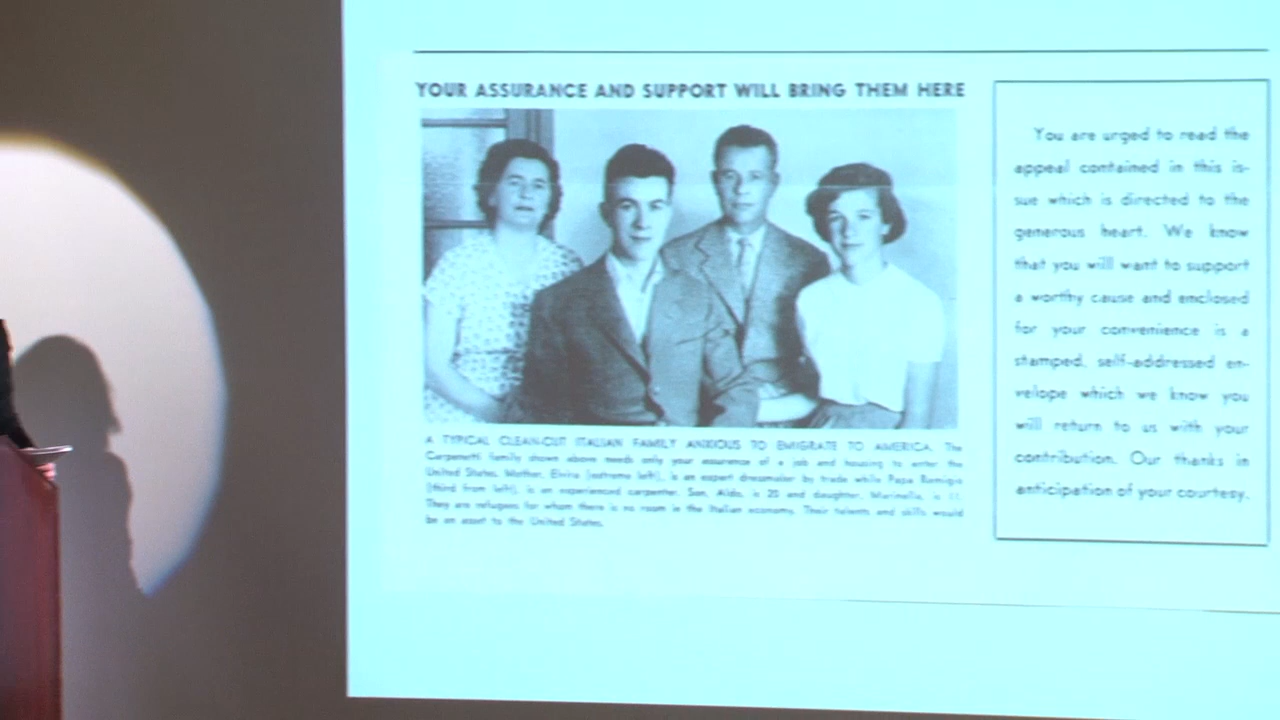 YOUR ASSURANCE AND SUPPORT WILL BRING THEM HERE
A TYPICAL CLEAN-CUT ITALIAN FAMILY ANXIOUS TO EMIGRATE TO AMERICA. The
family shown above needs only your assurance of a job and housing to enter the
United States. Mother, Elvira (extreme left), is an expert dressmaker by trade while Papa Remigio
(third from left), is an experienced carpenter. Son, Aldo, is 20 and daughter, Marinella, is 11.
They are refugees for whom there is no room in the Italian economy. Their talents and skills would
be an asset to the United States.
You are urged to read the
appeal contained in this is-
sue which is directed to the
generous heart. We know
that you will want to support
a worthy cause and enclosed
for your convenience is a
stamped, self-addressed en-
velope which we know you
will return to us with your
contribution. Our thanks in
anticipation of your courtesy.